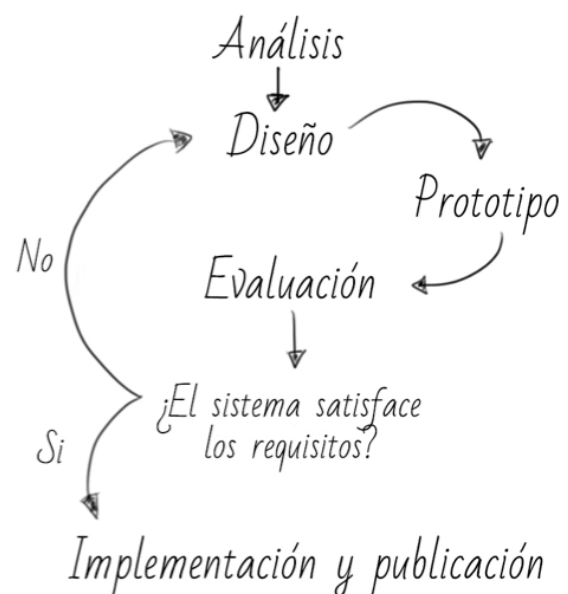 Análisis
Diseño
Prototipo
No
Evaluación
¿El sistema satisface
los requisitos?
Si
Implementación y publicación